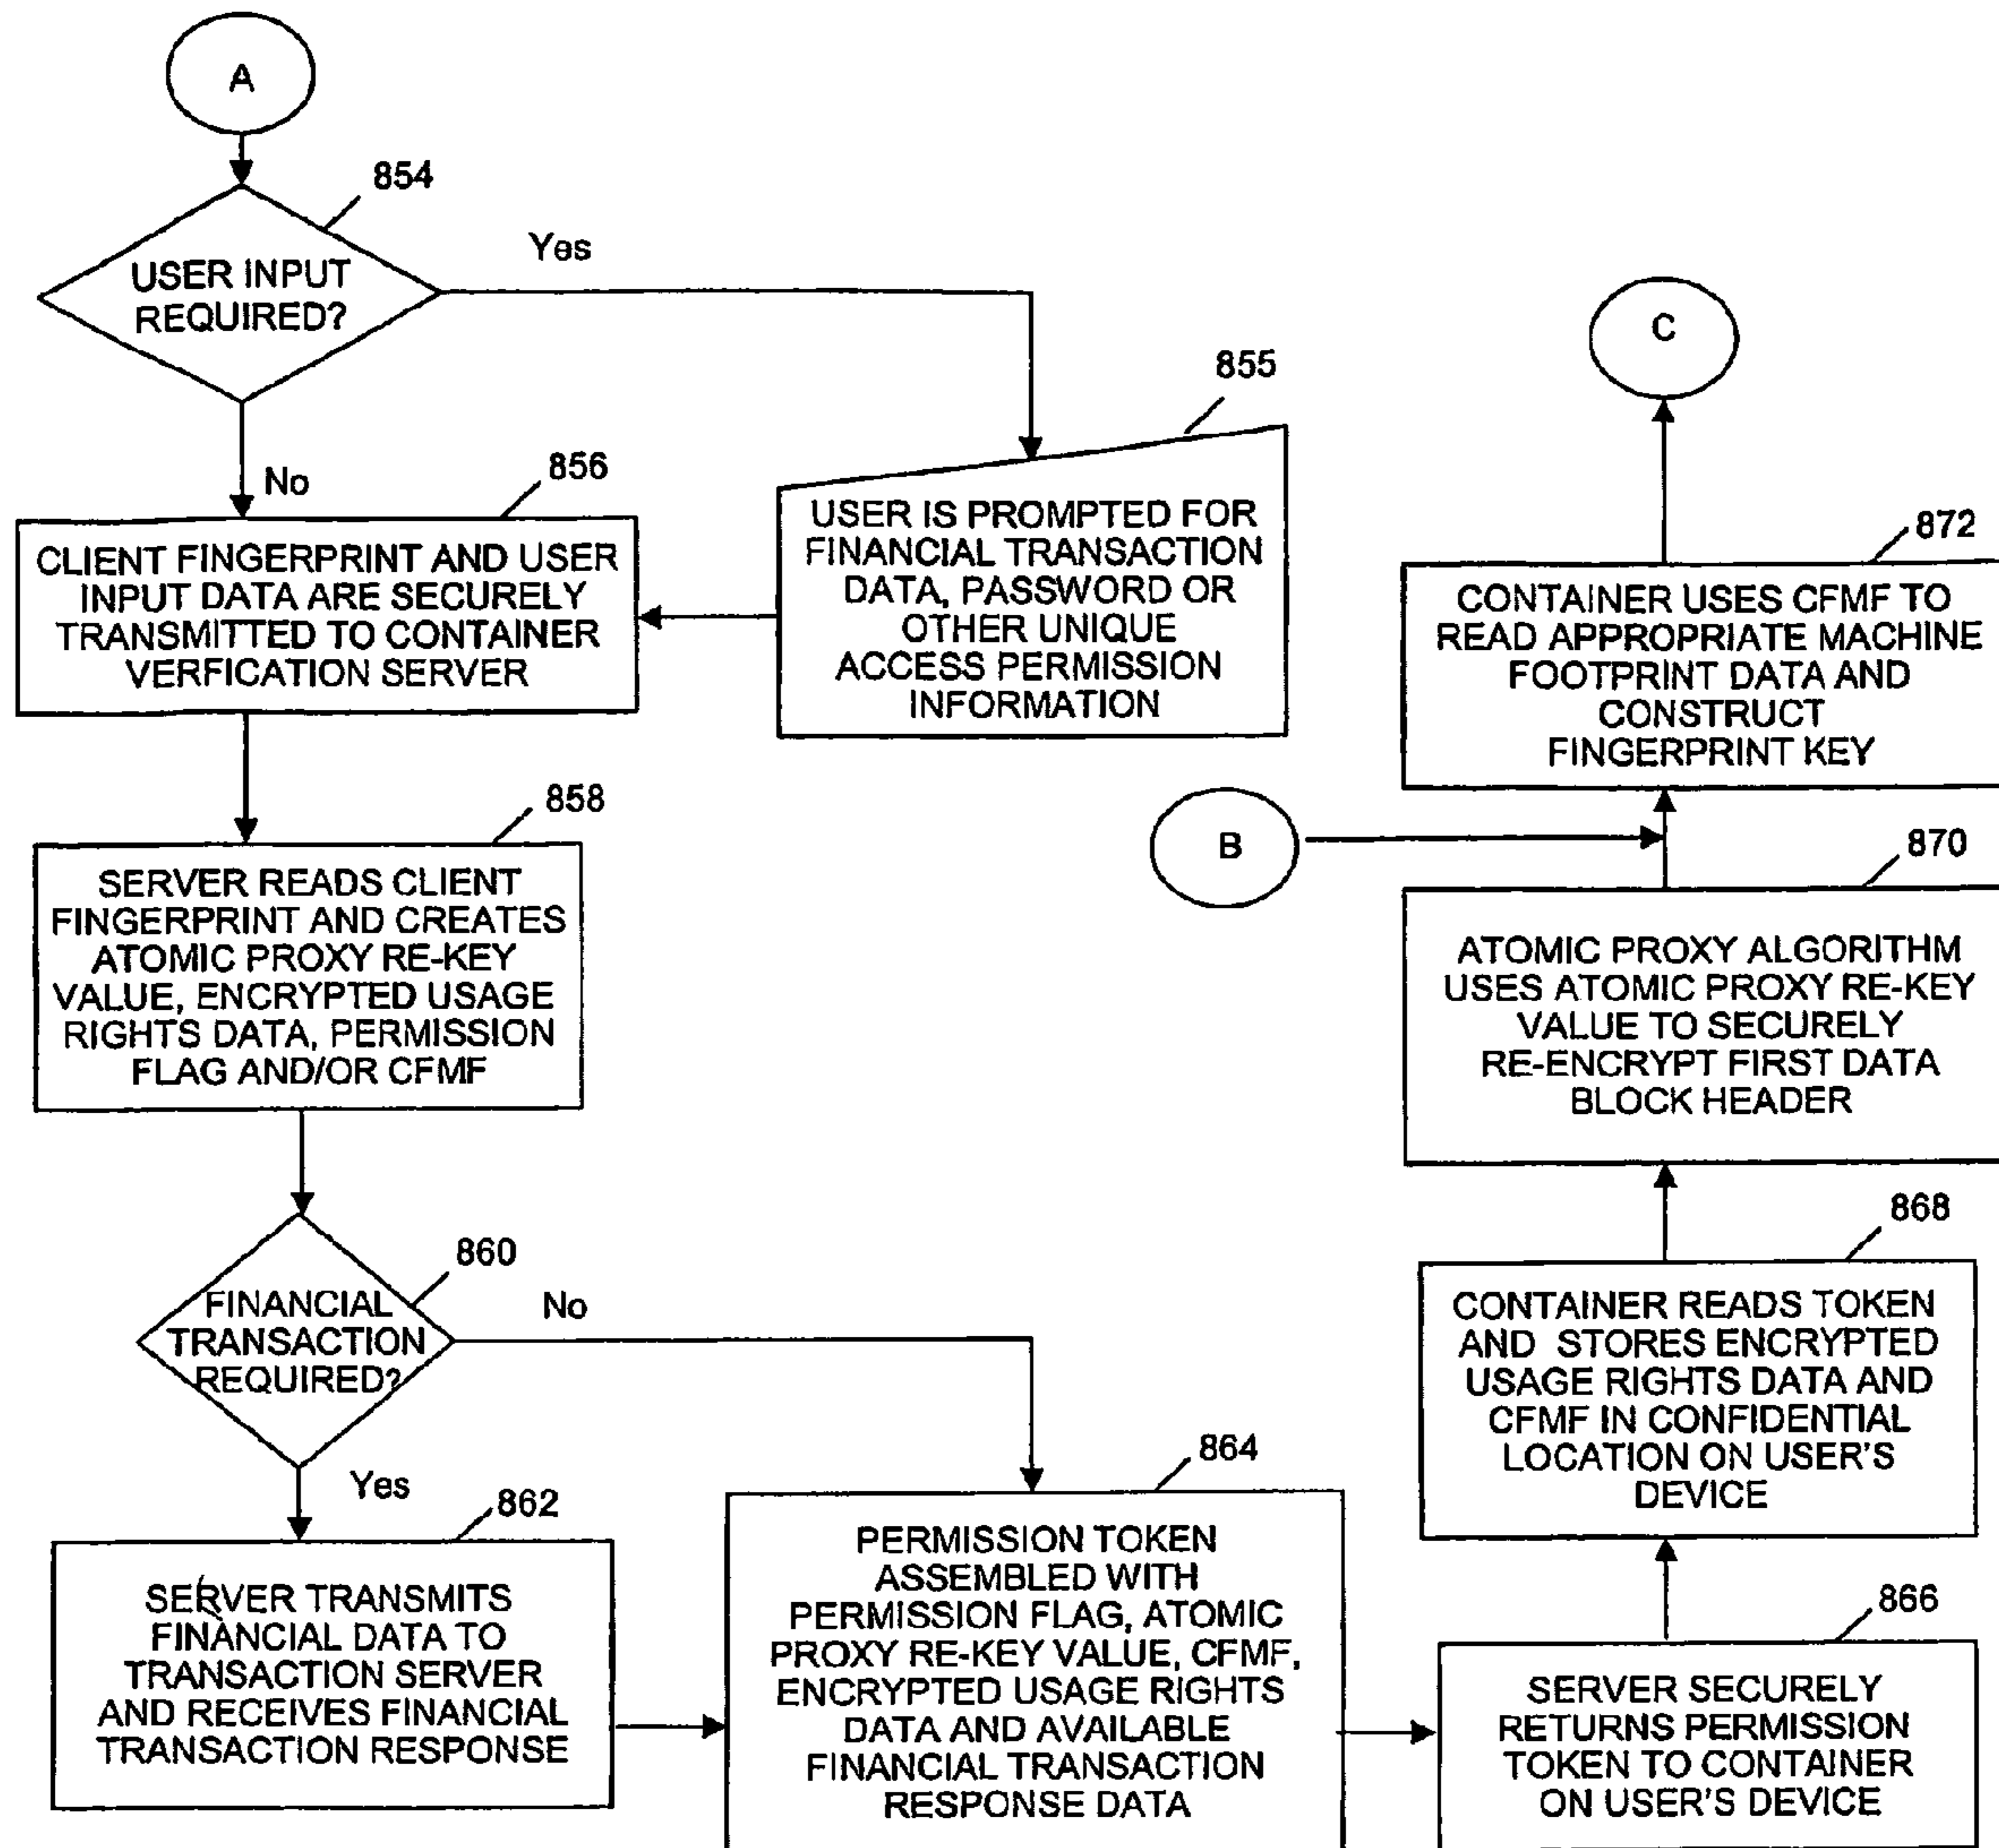 A
854
USER INPUT
REQUIRED?
Yes
No
855
USER IS PROMPTED FOR
FINANCIAL TRANSACTION
DATA, PASSWORD OR
OTHER UNIQUE
ACCESS PERMISSION
INFORMATION
856
CLIENT FINGERPRINT AND USER
INPUT DATA ARE SECURELY
TRANSMITTED TO CONTAINER
VERFICATION SERVER
858
SERVER READS CLIENT
FINGERPRINT AND CREATES
ATOMIC PROXY RE-KEY
VALUE, ENCRYPTED USAGE
RIGHTS DATA, PERMISSION
FLAG AND/OR CFMF
860
FINANCIAL
TRANSACTION
REQUIRED?
No
Yes
862
SERVER TRANSMITS
FINANCIAL DATA TO
TRANSACTION SERVER
AND RECEIVES FINANCIAL
TRANSACTION RESPONSE
864
PERMISSION TOKEN
ASSEMBLED WITH
PERMISSION FLAG, ATOMIC
PROXY RE-KEY VALUE, CFMF,
ENCRYPTED USAGE RIGHTS
DATA AND AVAILABLE
FINANCIAL TRANSACTION
RESPONSE DATA
866
SERVER SECURELY
RETURNS PERMISSION
TOKEN TO CONTAINER
ON USER'S DEVICE
868
CONTAINER READS TOKEN
AND STORES ENCRYPTED
USAGE RIGHTS DATA AND
CFMF IN CONFIDENTIAL
LOCATION ON USER'S
DEVICE
870
ATOMIC PROXY ALGORITHM
USES ATOMIC PROXY RE-KEY
VALUE TO SECURELY
RE-ENCRYPT FIRST DATA
BLOCK HEADER
B
872
CONTAINER USES CFMF TO
READ APPROPRIATE MACHINE
FOOTPRINT DATA AND
CONSTRUCT
FINGERPRINT KEY
C